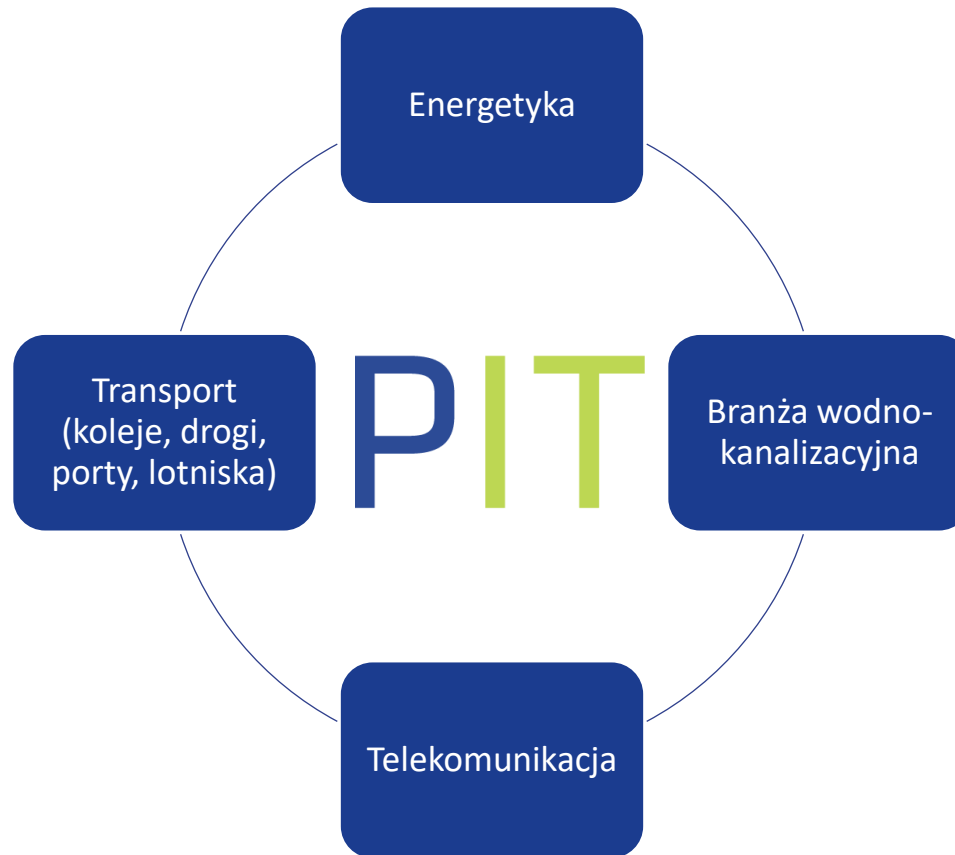 Energetyka
Transport
(koleje, drogi,
porty, lotniska)
PIT
Branża wodno-
kanalizacyjna
Telekomunikacja